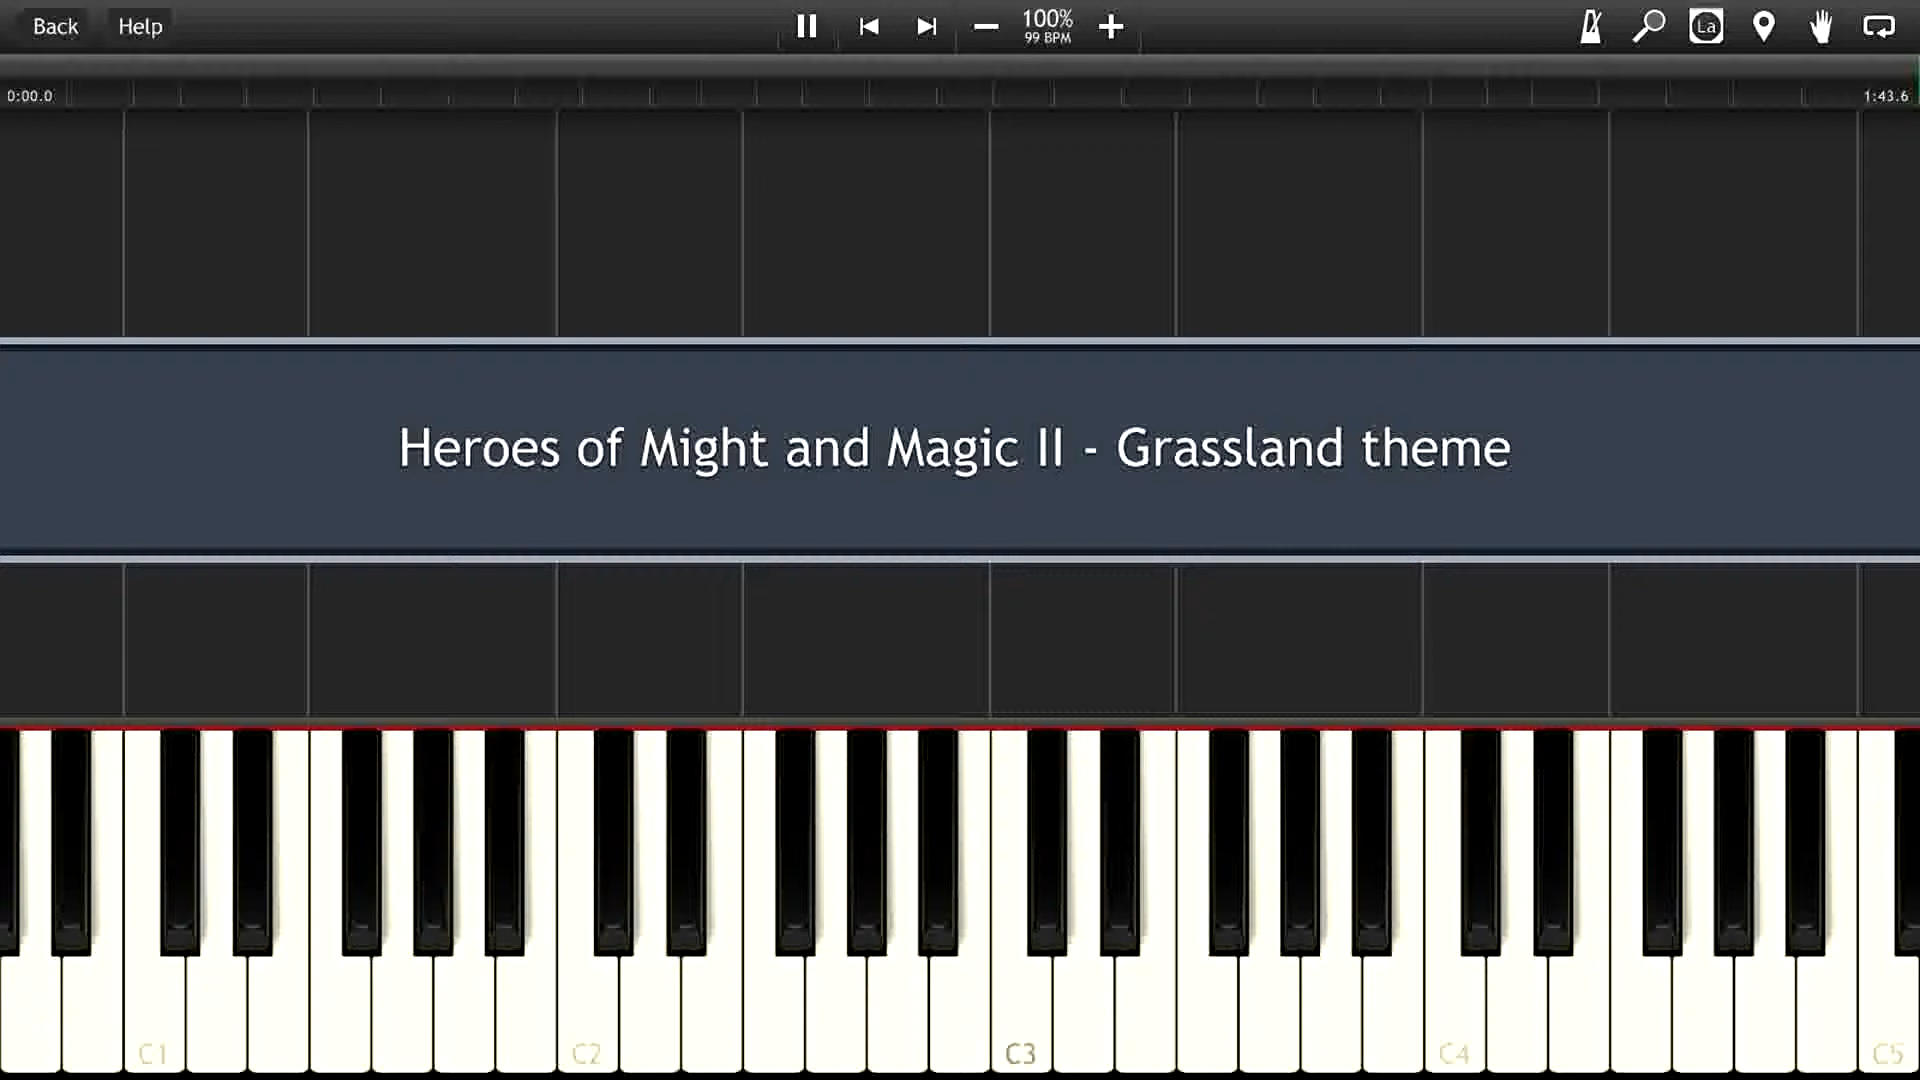 Back Help 100% La
99 BPM
0:00.0 1:43.6
Heroes of Might and Magic II - Grassland theme
C1 C2 C3 C4 C5